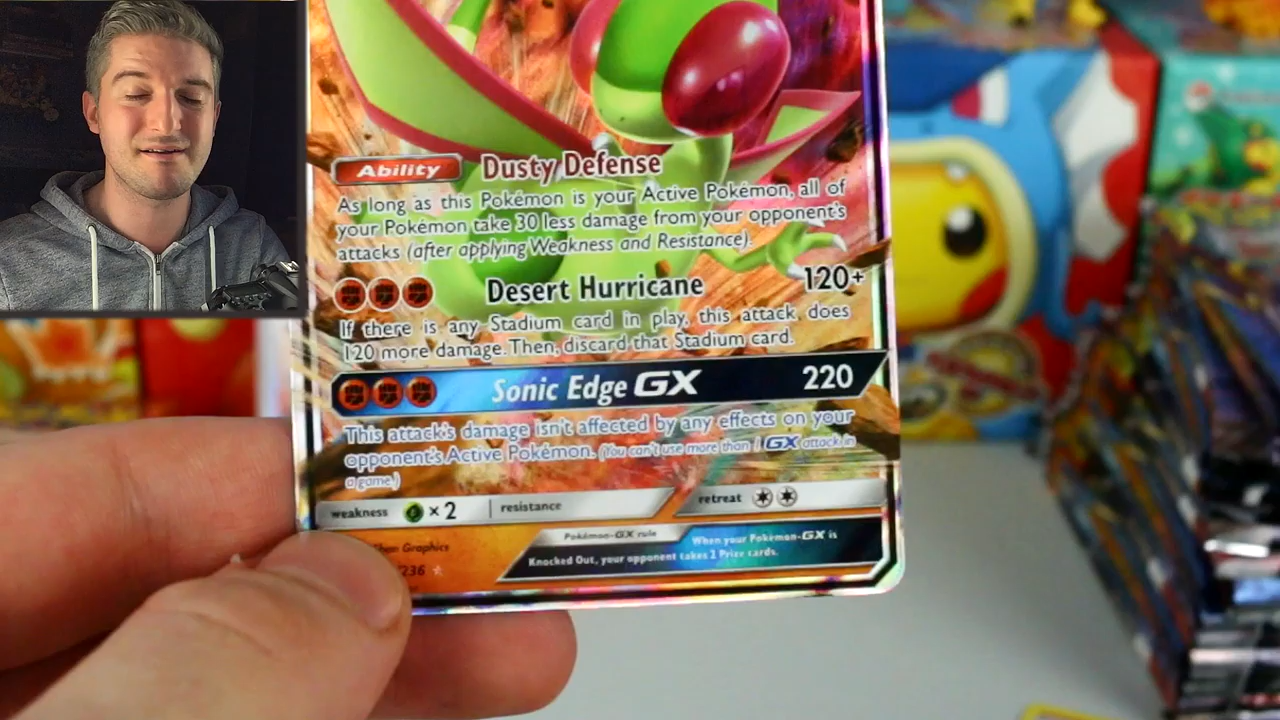 Ability Dusty Defense
As long as this Pokémon is your Active Pokémon, all of
your Pokémon take 30 less damage from your opponent's
attacks (after applying Weakness and Resistance).
Desert Hurricane 120+
If there is any Stadium card in play, this attack does
120 more damage. Then, discard that Stadium card.
Sonic Edge GX 220
This attack's damage isn't affected by any effects on your
opponent's Active Pokémon. (You can't use more than 1 GX attack in
a game.)
weakness ×2 resistance retreat
Pokémon-GX rule When your Pokémon-GX is
Knocked Out, your opponent takes 2 Prize cards.
Than Graphics
/236